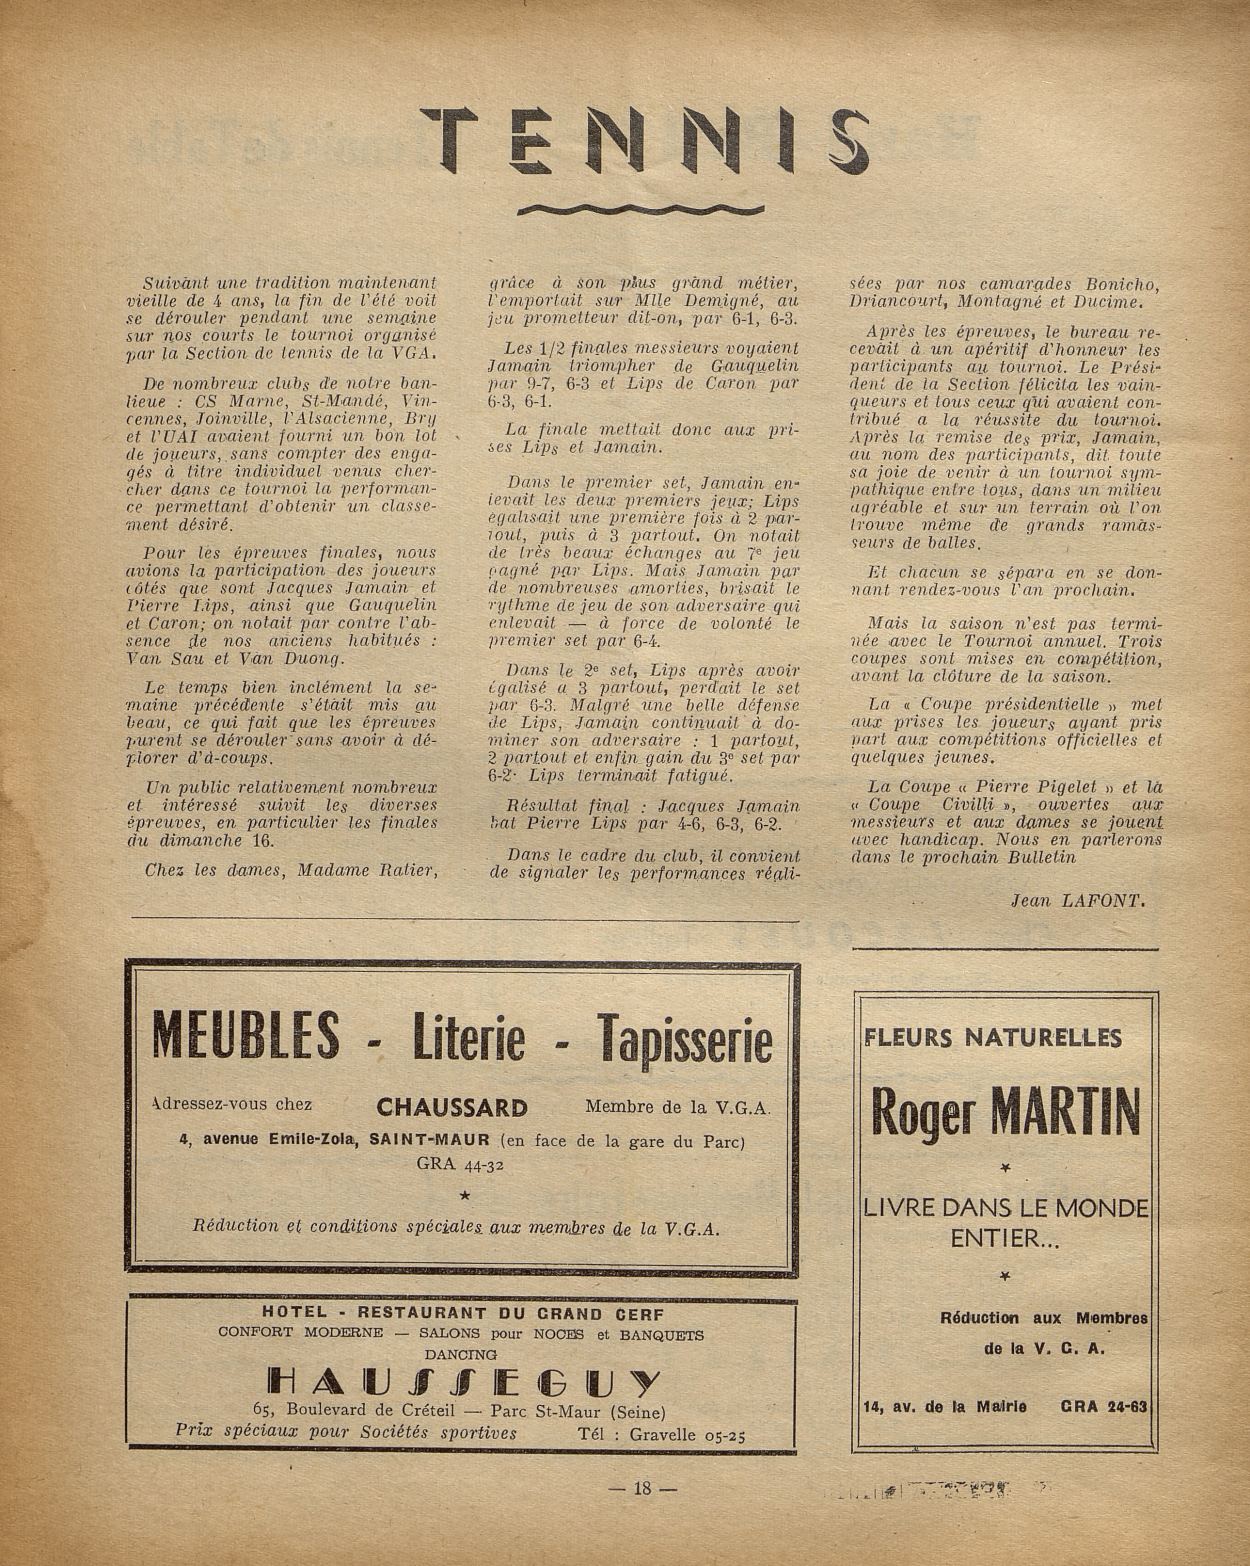 TENNIS
Suivant une tradition maintenant
vieille de 4 ans, la fin de l'été voit
se dérouler pendant une semaine
sur nos courts le tournoi organisé
par la Section de tennis de la VGA.
De nombreux clubs de notre ban-
lieue : CS Marne, St-Mandé, Vin-
cennes, Joinville, l'Alsacienne, Bry
et l'UAI avaient fourni un bon lot
de joueurs, sans compter des enga-
gés à titre individuel venus cher-
cher dans ce tournoi la performan-
ce permettant d'obtenir un classe-
ment désiré.
Pour les épreuves finales, nous
avions la participation des joueurs
côtés que sont Jacques Jamain et
Pierre Lips, ainsi que Gauquelin
et Caron; on notait par contre l'ab-
sence de nos anciens habitués :
Van Sau et Van Duong.
Le temps bien inclément la se-
maine précédente s'était mis au
beau, ce qui fait que les épreuves
purent se dérouler sans avoir à dé-
plorer d'à-coups.
Un public relativement nombreux
et intéressé suivit les diverses
épreuves, en particulier les finales
du dimanche 16.
Chez les dames, Madame Ratier,
grâce à son plus grand métier,
l'emportait sur Mlle Demigné, au
jeu prometteur dit-on, par 6-1, 6-3.
Les 1/2 finales messieurs voyaient
Jamain triompher de Gauquelin
par 9-7, 6-3 et Lips de Caron par
6-3, 6-1.
La finale mettait donc aux pri-
ses Lips et Jamain.
Dans le premier set, Jamain en-
levait les deux premiers jeux; Lips
égalisait une première fois à 2 par-
tout, puis à 3 partout. On notait
de très beaux échanges au 7e jeu
gagné par Lips. Mais Jamain par
de nombreuses amorties, brisait le
rythme de jeu de son adversaire qui
enlevait — à force de volonté le
premier set par 6-4.
Dans le 2e set, Lips après avoir
égalisé a 3 partout, perdait le set
par 6-3. Malgré une belle défense
de Lips, Jamain continuait à do-
miner son adversaire : 1 partout,
2 partout et enfin gain du 3e set par
6-2· Lips terminait fatigué.
Résultat final : Jacques Jamain
bat Pierre Lips par 4-6, 6-3, 6-2.
Dans le cadre du club, il convient
de signaler les performances réali-
sées par nos camarades Bonicho,
Driancourt, Montagné et Ducime.
Après les épreuves, le bureau re-
cevait à un apéritif d'honneur les
participants au tournoi. Le Prési-
dent de la Section félicita les vain-
queurs et tous ceux qui avaient con-
tribué a la réussite du tournoi.
Après la remise des prix, Jamain,
au nom des participants, dit toute
sa joie de venir à un tournoi sym-
pathique entre tous, dans un milieu
agréable et sur un terrain où l'on
trouve même de grands ramas-
seurs de balles.
Et chacun se sépara en se don-
nant rendez-vous l'an prochain.
Mais la saison n'est pas termi-
née avec le Tournoi annuel. Trois
coupes sont mises en compétition,
avant la clôture de la saison.
La « Coupe présidentielle » met
aux prises les joueurs ayant pris
part aux compétitions officielles et
quelques jeunes.
La Coupe « Pierre Pigelet » et la
« Coupe Civilli », ouvertes aux
messieurs et aux dames se jouent
avec handicap. Nous en parlerons
dans le prochain Bulletin
Jean LAFONT.
MEUBLES - Literie - Tapisserie
Adressez-vous chez CHAUSSARD Membre de la V.G.A.
4, avenue Emile-Zola, SAINT-MAUR (en face de la gare du Parc)
GRA 44-32
★
Réduction et conditions spéciales aux membres de la V.G.A.
HOTEL - RESTAURANT DU GRAND CERF
CONFORT MODERNE — SALONS pour NOCES et BANQUETS
DANCING
HAUSSEGUY
65, Boulevard de Créteil — Parc St-Maur (Seine)
Prix spéciaux pour Sociétés sportives Tél : Gravelle 05-25
FLEURS NATURELLES
Roger MARTIN
★
LIVRE DANS LE MONDE
ENTIER...
★
Réduction aux Membres
de la V. G. A.
14, av. de la Mairie GRA 24-63
— 18 —